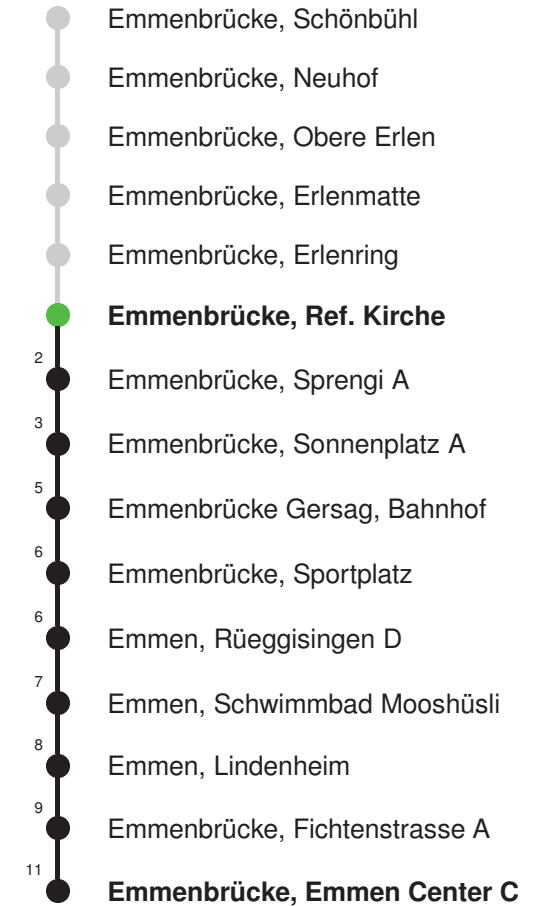 Emmenbrücke, Schönbühl
Emmenbrücke, Neuhof
Emmenbrücke, Obere Erlen
Emmenbrücke, Erlenmatte
Emmenbrücke, Erlenring
Emmenbrücke, Ref. Kirche
2 Emmenbrücke, Sprengi A
3 Emmenbrücke, Sonnenplatz A
5 Emmenbrücke Gersag, Bahnhof
6 Emmenbrücke, Sportplatz
6 Emmen, Rüeggisingen D
7 Emmen, Schwimmbad Mooshüsli
8 Emmen, Lindenheim
9 Emmenbrücke, Fichtenstrasse A
11 Emmenbrücke, Emmen Center C